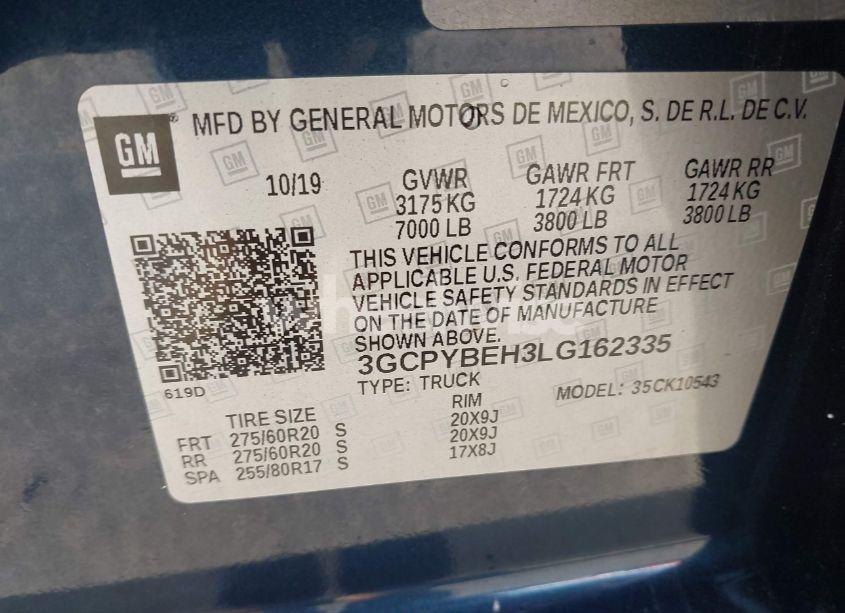 GM
MFD BY GENERAL MOTORS DE MEXICO, S. DE R.L. DE C.V.
10/19 GVWR GAWR FRT GAWR RR
3175 KG 1724 KG 1724 KG
7000 LB 3800 LB 3800 LB
THIS VEHICLE CONFORMS TO ALL
APPLICABLE U.S. FEDERAL MOTOR
VEHICLE SAFETY STANDARDS IN EFFECT
ON THE DATE OF MANUFACTURE
SHOWN ABOVE.
3GCPYBEH3LG162335
619D
TYPE: TRUCK MODEL: 35CK10543
TIRE SIZE RIM
FRT 275/60R20 S 20X9J
RR 275/60R20 S 20X9J
SPA 255/80R17 S 17X8J